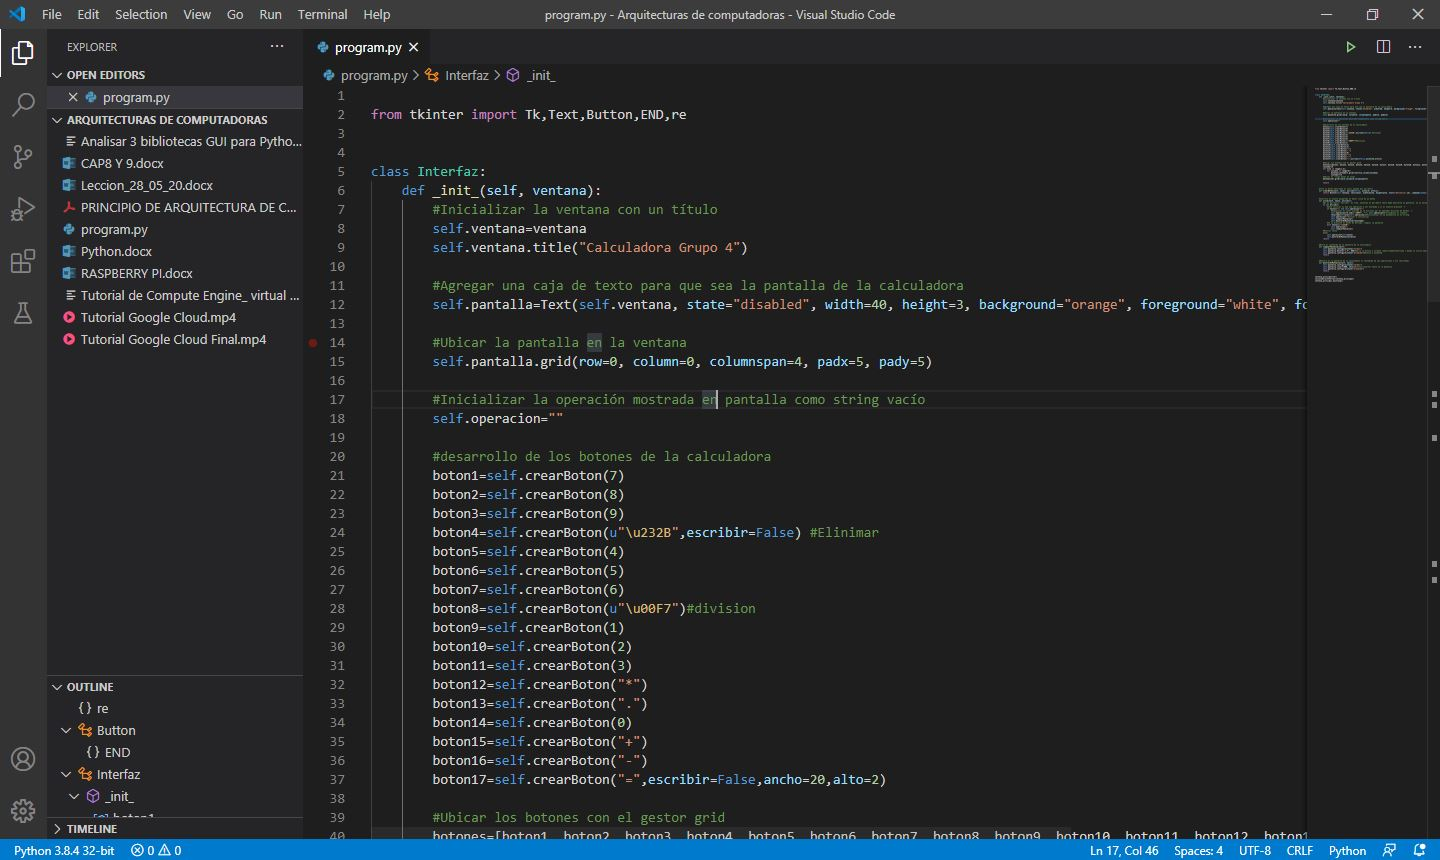 File Edit Selection View Go Run Terminal Help program.py - Arquitecturas de computadoras - Visual Studio Code
EXPLORER
OPEN EDITORS
program.py
ARQUITECTURAS DE COMPUTADORAS
Analisar 3 bibliotecas GUI para Pytho...
CAP8 Y 9.docx
Leccion_28_05_20.docx
PRINCIPIO DE ARQUITECTURA DE C...
program.py
Python.docx
RASPBERRY PI.docx
Tutorial de Compute Engine_ virtual ...
Tutorial Google Cloud.mp4
Tutorial Google Cloud Final.mp4
OUTLINE
{} re
Button
{} END
Interfaz
_init_
TIMELINE
program.py
program.py > Interfaz > _init_
1
2 from tkinter import Tk,Text,Button,END,re
3
4
5 class Interfaz:
6 def _init_(self, ventana):
7 #Inicializar la ventana con un título
8 self.ventana=ventana
9 self.ventana.title("Calculadora Grupo 4")
10
11 #Agregar una caja de texto para que sea la pantalla de la calculadora
12 self.pantalla=Text(self.ventana, state="disabled", width=40, height=3, background="orange", foreground="white", fo
13
14 #Ubicar la pantalla en la ventana
15 self.pantalla.grid(row=0, column=0, columnspan=4, padx=5, pady=5)
16
17 #Inicializar la operación mostrada en pantalla como string vacío
18 self.operacion=""
19
20 #desarrollo de los botones de la calculadora
21 boton1=self.crearBoton(7)
22 boton2=self.crearBoton(8)
23 boton3=self.crearBoton(9)
24 boton4=self.crearBoton(u"\u232B",escribir=False) #Elinimar
25 boton5=self.crearBoton(4)
26 boton6=self.crearBoton(5)
27 boton7=self.crearBoton(6)
28 boton8=self.crearBoton(u"\u00F7")#division
29 boton9=self.crearBoton(1)
30 boton10=self.crearBoton(2)
31 boton11=self.crearBoton(3)
32 boton12=self.crearBoton("*")
33 boton13=self.crearBoton(".")
34 boton14=self.crearBoton(0)
35 boton15=self.crearBoton("+")
36 boton16=self.crearBoton("-")
37 boton17=self.crearBoton("=",escribir=False,ancho=20,alto=2)
38
39 #Ubicar los botones con el gestor grid
40 botones=[boton1, boton2, boton3, boton4, boton5, boton6, boton7, boton8, boton9, boton10, boton11, boton12, boton1
Python 3.8.4 32-bit 0 0 Ln 17, Col 46 Spaces: 4 UTF-8 CRLF Python